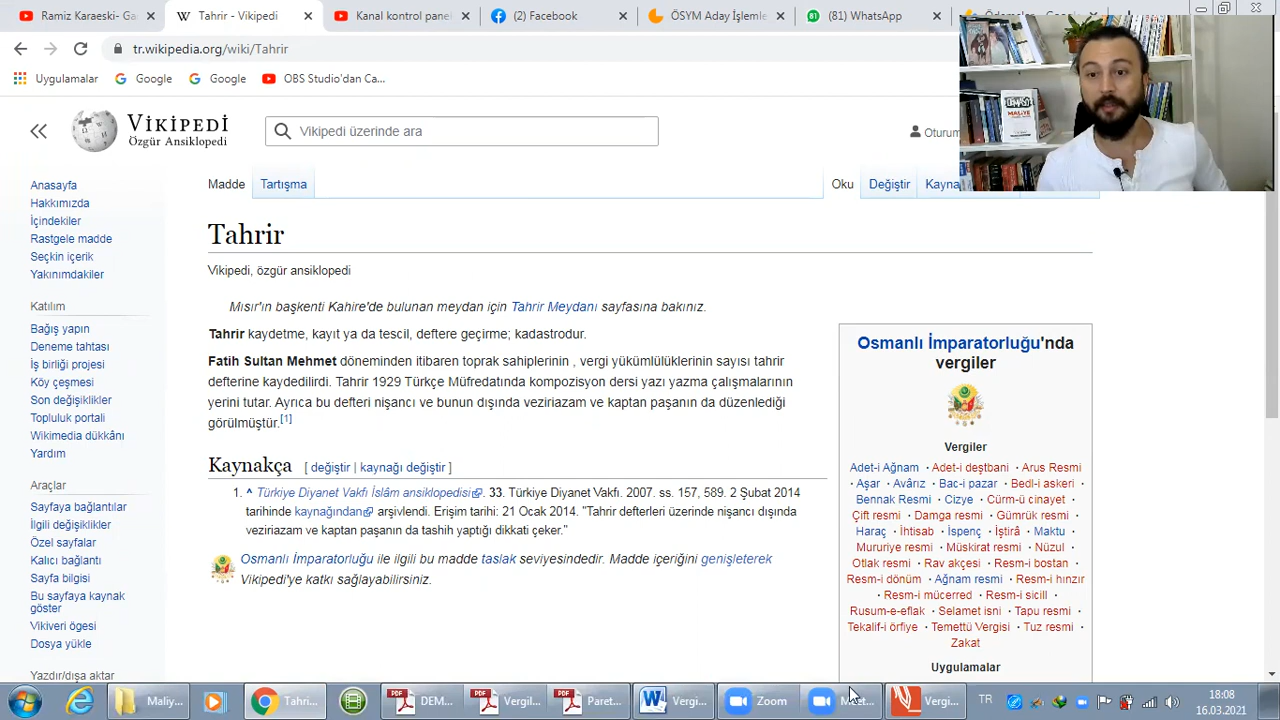 Ramiz Karaeski- Ga
Tahrir - Vikipedi
Kanal kontrol pane
(2) Facebook
ÖSYM Aday İşlemle
(81) WhatsApp
tr.wikipedia.org/wiki/Tahrir
Uygulamalar
Google
Google
OBS Studio'dan Ca...
VİKİPEDİ
Özgür Ansiklopedi
Vikipedi üzerinde ara
Oturum
Anasayfa
Hakkımızda
İçindekiler
Rastgele madde
Seçkin içerik
Yakınımdakiler
Katılım
Bağış yapın
Deneme tahtası
İş birliği projesi
Köy çeşmesi
Son değişiklikler
Topluluk portali
Wikimedia dükkânı
Yardım
Araçlar
Sayfaya bağlantılar
İlgili değişiklikler
Özel sayfalar
Kalıcı bağlantı
Sayfa bilgisi
Bu sayfaya kaynak
göster
Vikiveri ögesi
Dosya yükle
Yazdır/dışa aktar
Madde Tartışma
Oku Değiştir Kayna
Tahrir
Vikipedi, özgür ansiklopedi
Mısır'ın başkenti Kahire'de bulunan meydan için Tahrir Meydanı sayfasına bakınız.
Tahrir kaydetme, kayıt ya da tescil, deftere geçirme; kadastrodur.
Fatih Sultan Mehmet döneminden itibaren toprak sahiplerinin , vergi yükümlülüklerinin sayısı tahrir
defterine kaydedilirdi. Tahrir 1929 Türkçe Müfredatında kompozisyon dersi yazı yazma çalışmalarının
yerini tutar. Ayrıca bu defteri nişancı ve bunun dışında veziriazam ve kaptan paşanın da düzenlediği
görülmüştür.[1]
Kaynakça [ değiştir | kaynağı değiştir ]
1. ^ Türkiye Diyanet Vakfı İslâm ansiklopedisi. 33. Türkiye Diyanet Vakfı. 2007. ss. 157, 589. 2 Şubat 2014
tarihinde kaynağından arşivlendi. Erişim tarihi: 21 Ocak 2014. "Tahrir defterleri üzerinde nişancı dışında
veziriazam ve kaptan paşanın da tashih yaptığı dikkati çeker."
Osmanlı İmparatorluğu ile ilgili bu madde taslak seviyesindedir. Madde içeriğini genişleterek
Vikipedi'ye katkı sağlayabilirsiniz.
Osmanlı İmparatorluğu'nda
vergiler
Vergiler
Adet-i Ağnam · Adet-i deştbani · Arus Resmi
· Aşar · Avârız · Bac-i pazar · Bedl-i askeri
· Bennak Resmi · Cizye · Cürm-ü cinayet
Çift resmi · Damga resmi · Gümrük resmi ·
Haraç · İhtisab · İspenç · İştirâ · Maktu ·
Mururiye resmi · Müskirat resmi · Nüzul ·
Otlak resmi · Rav akçesi · Resm-i bostan ·
Resm-i dönüm · Ağnam resmi · Resm-i hınzır
· Resm-i mücerred · Resm-i sicill ·
Rusum-e-eflak · Selamet isni · Tapu resmi ·
Tekalif-i örfiye · Temettü Vergisi · Tuz resmi ·
Zakat
Uygulamalar
Maliy...
Tahri...
DEM...
Vergil...
Paret...
Vergi...
Zoom
Vergi...
TR
18:08
16.03.2021